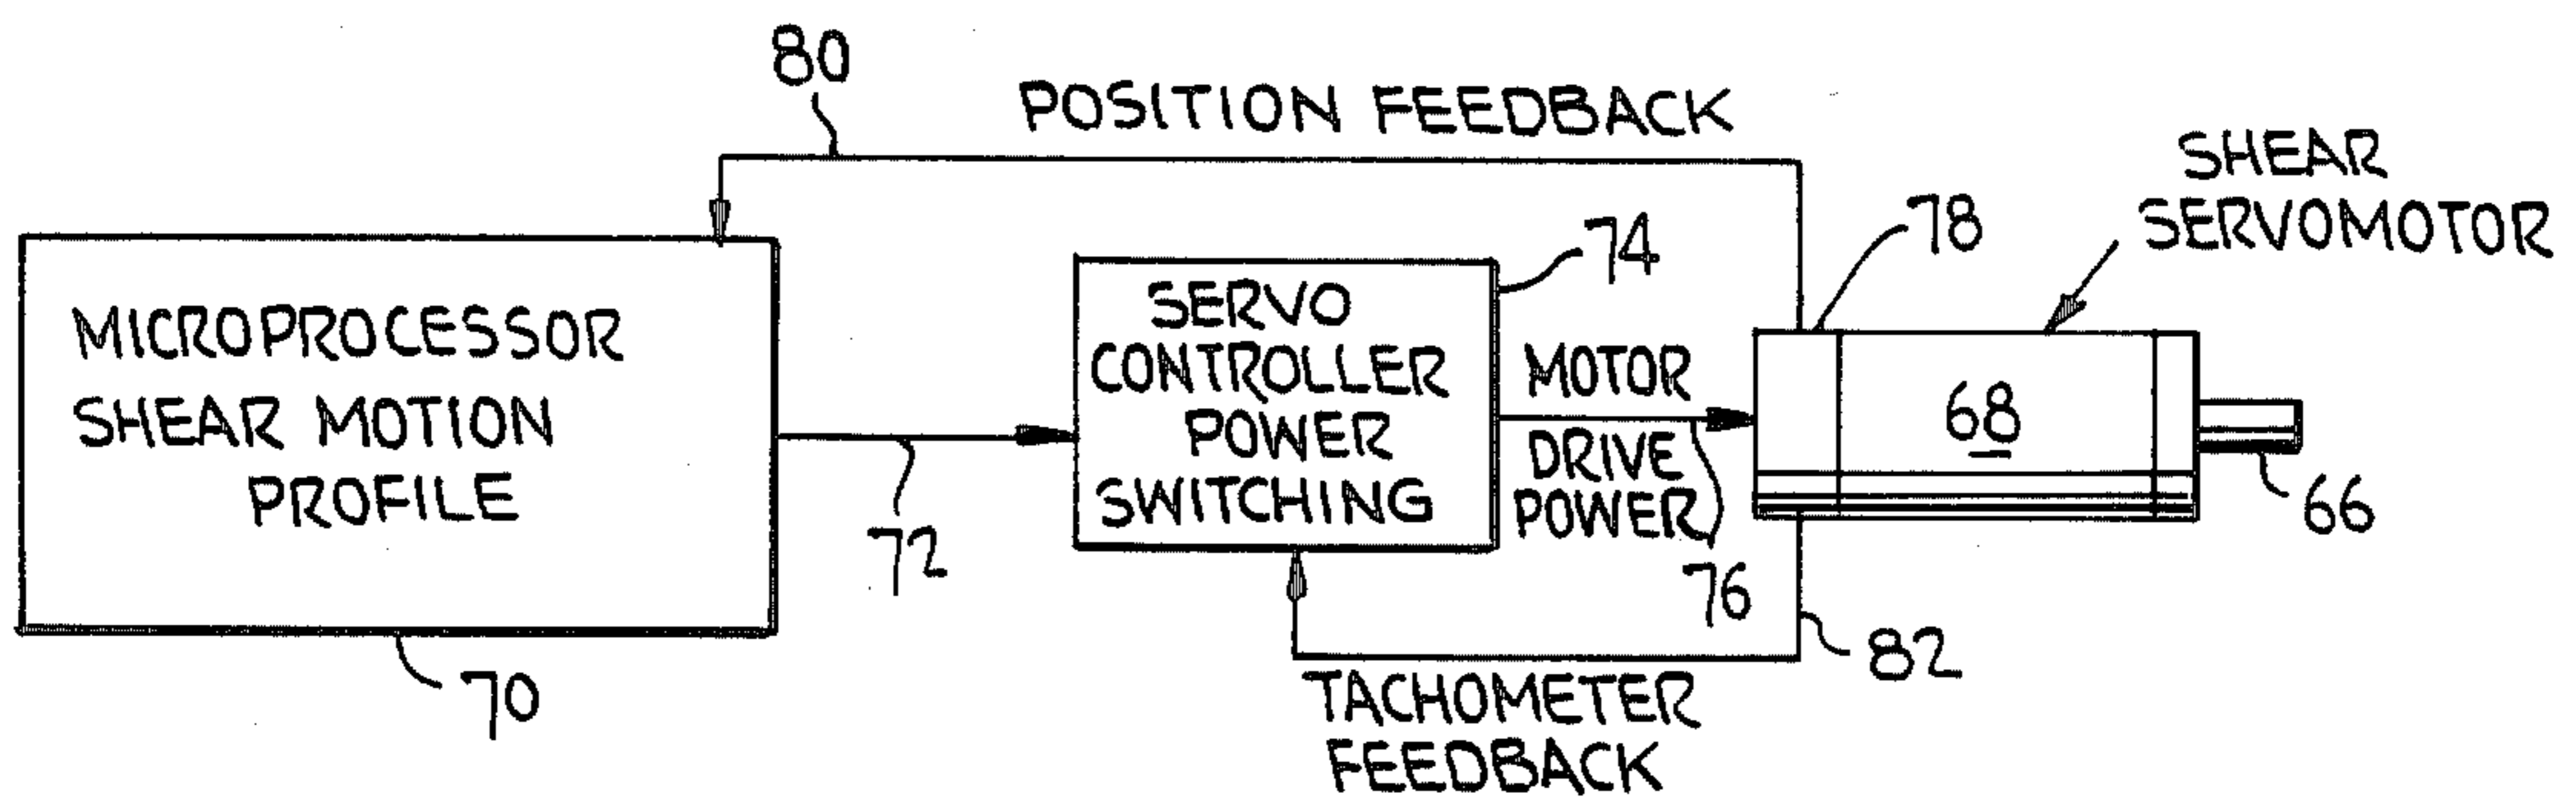 80
POSITION FEEDBACK
SHEAR
SERVOMOTOR
78
74
MICROPROCESSOR
SHEAR MOTION
PROFILE
70
72
SERVO
CONTROLLER
POWER
SWITCHING
MOTOR
DRIVE
POWER
76
68
66
82
TACHOMETER
FEEDBACK